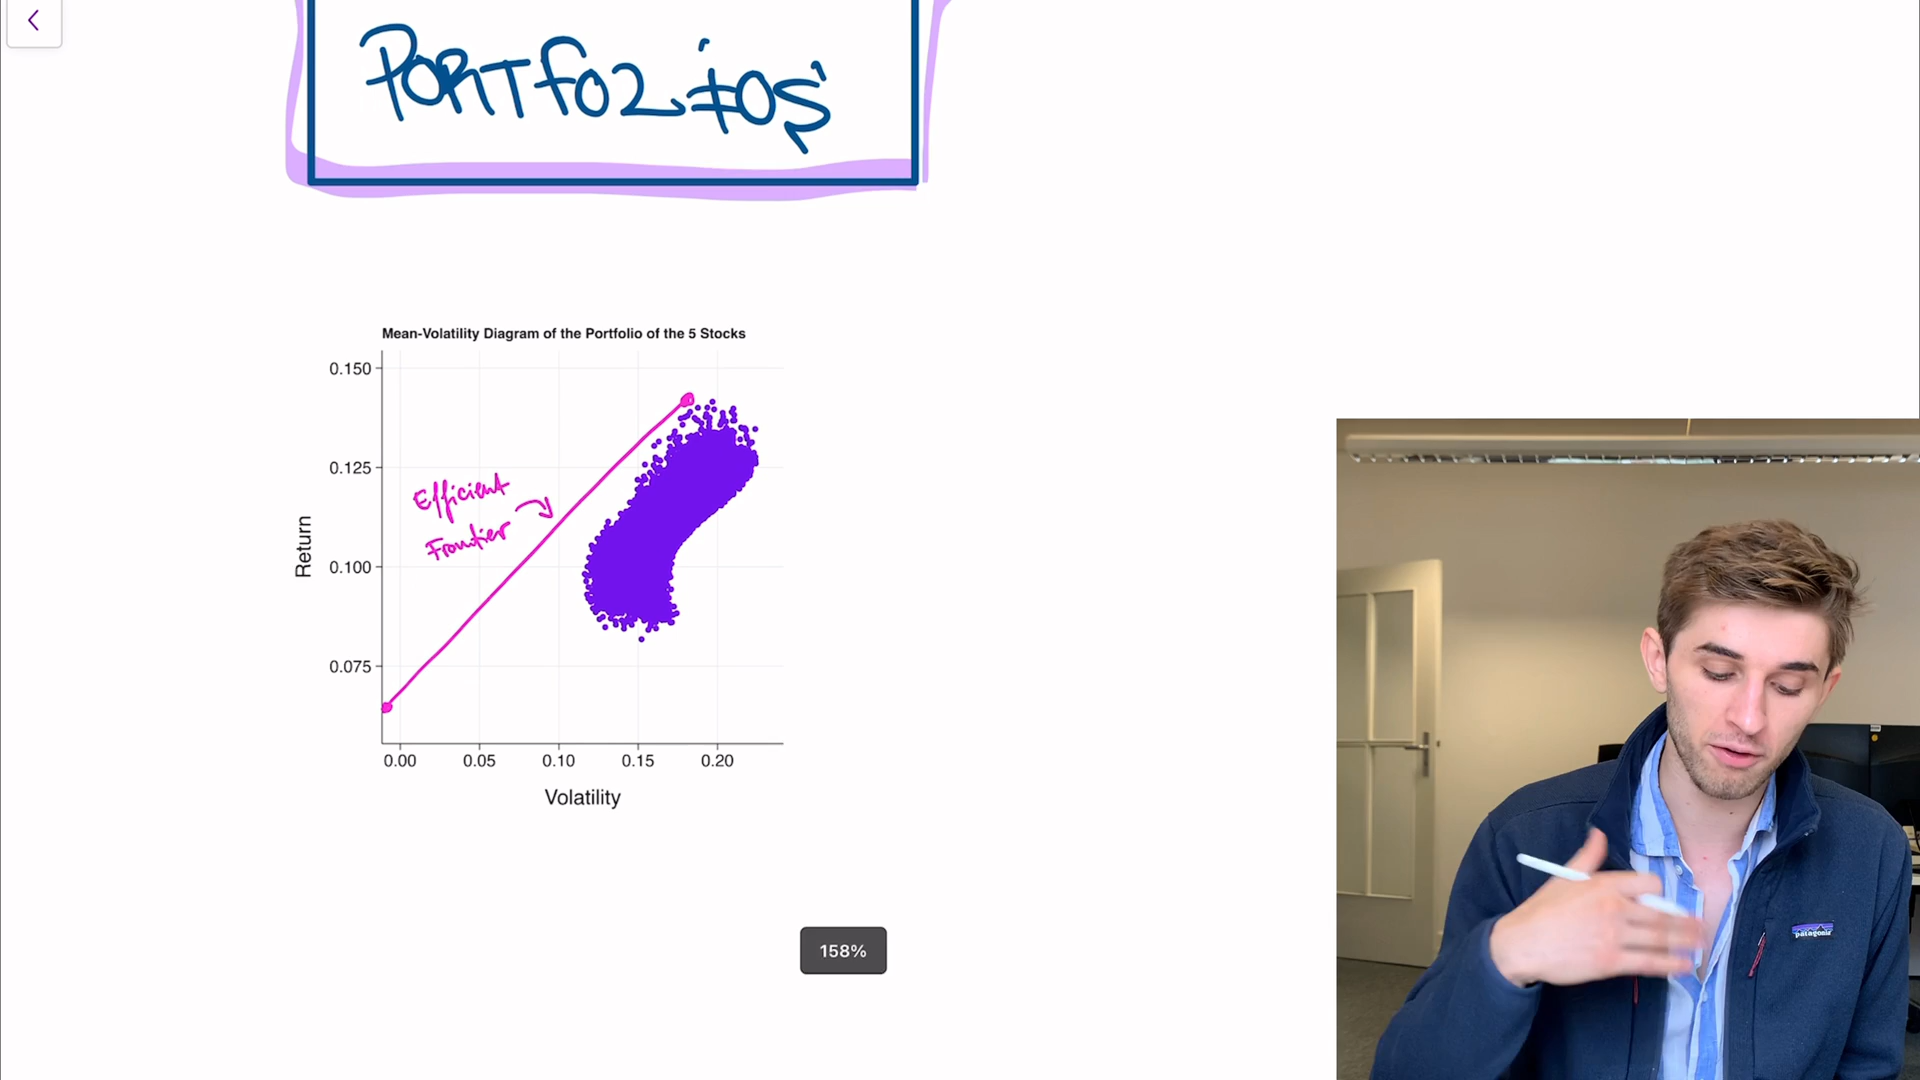 PORTFOLIOS
Mean-Volatility Diagram of the Portfolio of the 5 Stocks
0.150
0.125
Efficient
Frontier
Return
0.100
0.075
0.00 0.05 0.10 0.15 0.20
Volatility
158%
patagonia